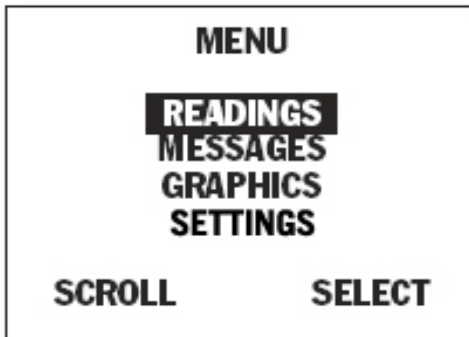 MENU
READINGS
MESSAGES
GRAPHICS
SETTINGS
SCROLL SELECT